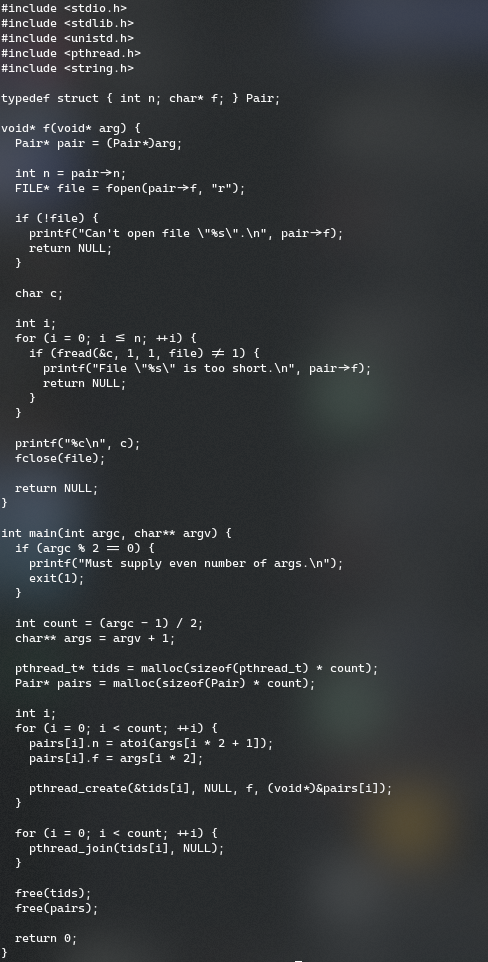 #include <stdio.h>
#include <stdlib.h>
#include <unistd.h>
#include <pthread.h>
#include <string.h>

typedef struct { int n; char* f; } Pair;

void* f(void* arg) {
  Pair* pair = (Pair*)arg;

  int n = pair->n;
  FILE* file = fopen(pair->f, "r");

  if (!file) {
    printf("Can't open file \"%s\".\n", pair->f);
    return NULL;
  }

  char c;

  int i;
  for (i = 0; i <= n; ++i) {
    if (fread(&c, 1, 1, file) != 1) {
      printf("File \"%s\" is too short.\n", pair->f);
      return NULL;
    }
  }

  printf("%c\n", c);
  fclose(file);

  return NULL;
}

int main(int argc, char** argv) {
  if (argc % 2 == 0) {
    printf("Must supply even number of args.\n");
    exit(1);
  }

  int count = (argc - 1) / 2;
  char** args = argv + 1;

  pthread_t* tids = malloc(sizeof(pthread_t) * count);
  Pair* pairs = malloc(sizeof(Pair) * count);

  int i;
  for (i = 0; i < count; ++i) {
    pairs[i].n = atoi(args[i * 2 + 1]);
    pairs[i].f = args[i * 2];

    pthread_create(&tids[i], NULL, f, (void*)&pairs[i]);
  }

  for (i = 0; i < count; ++i) {
    pthread_join(tids[i], NULL);
  }

  free(tids);
  free(pairs);

  return 0;
}